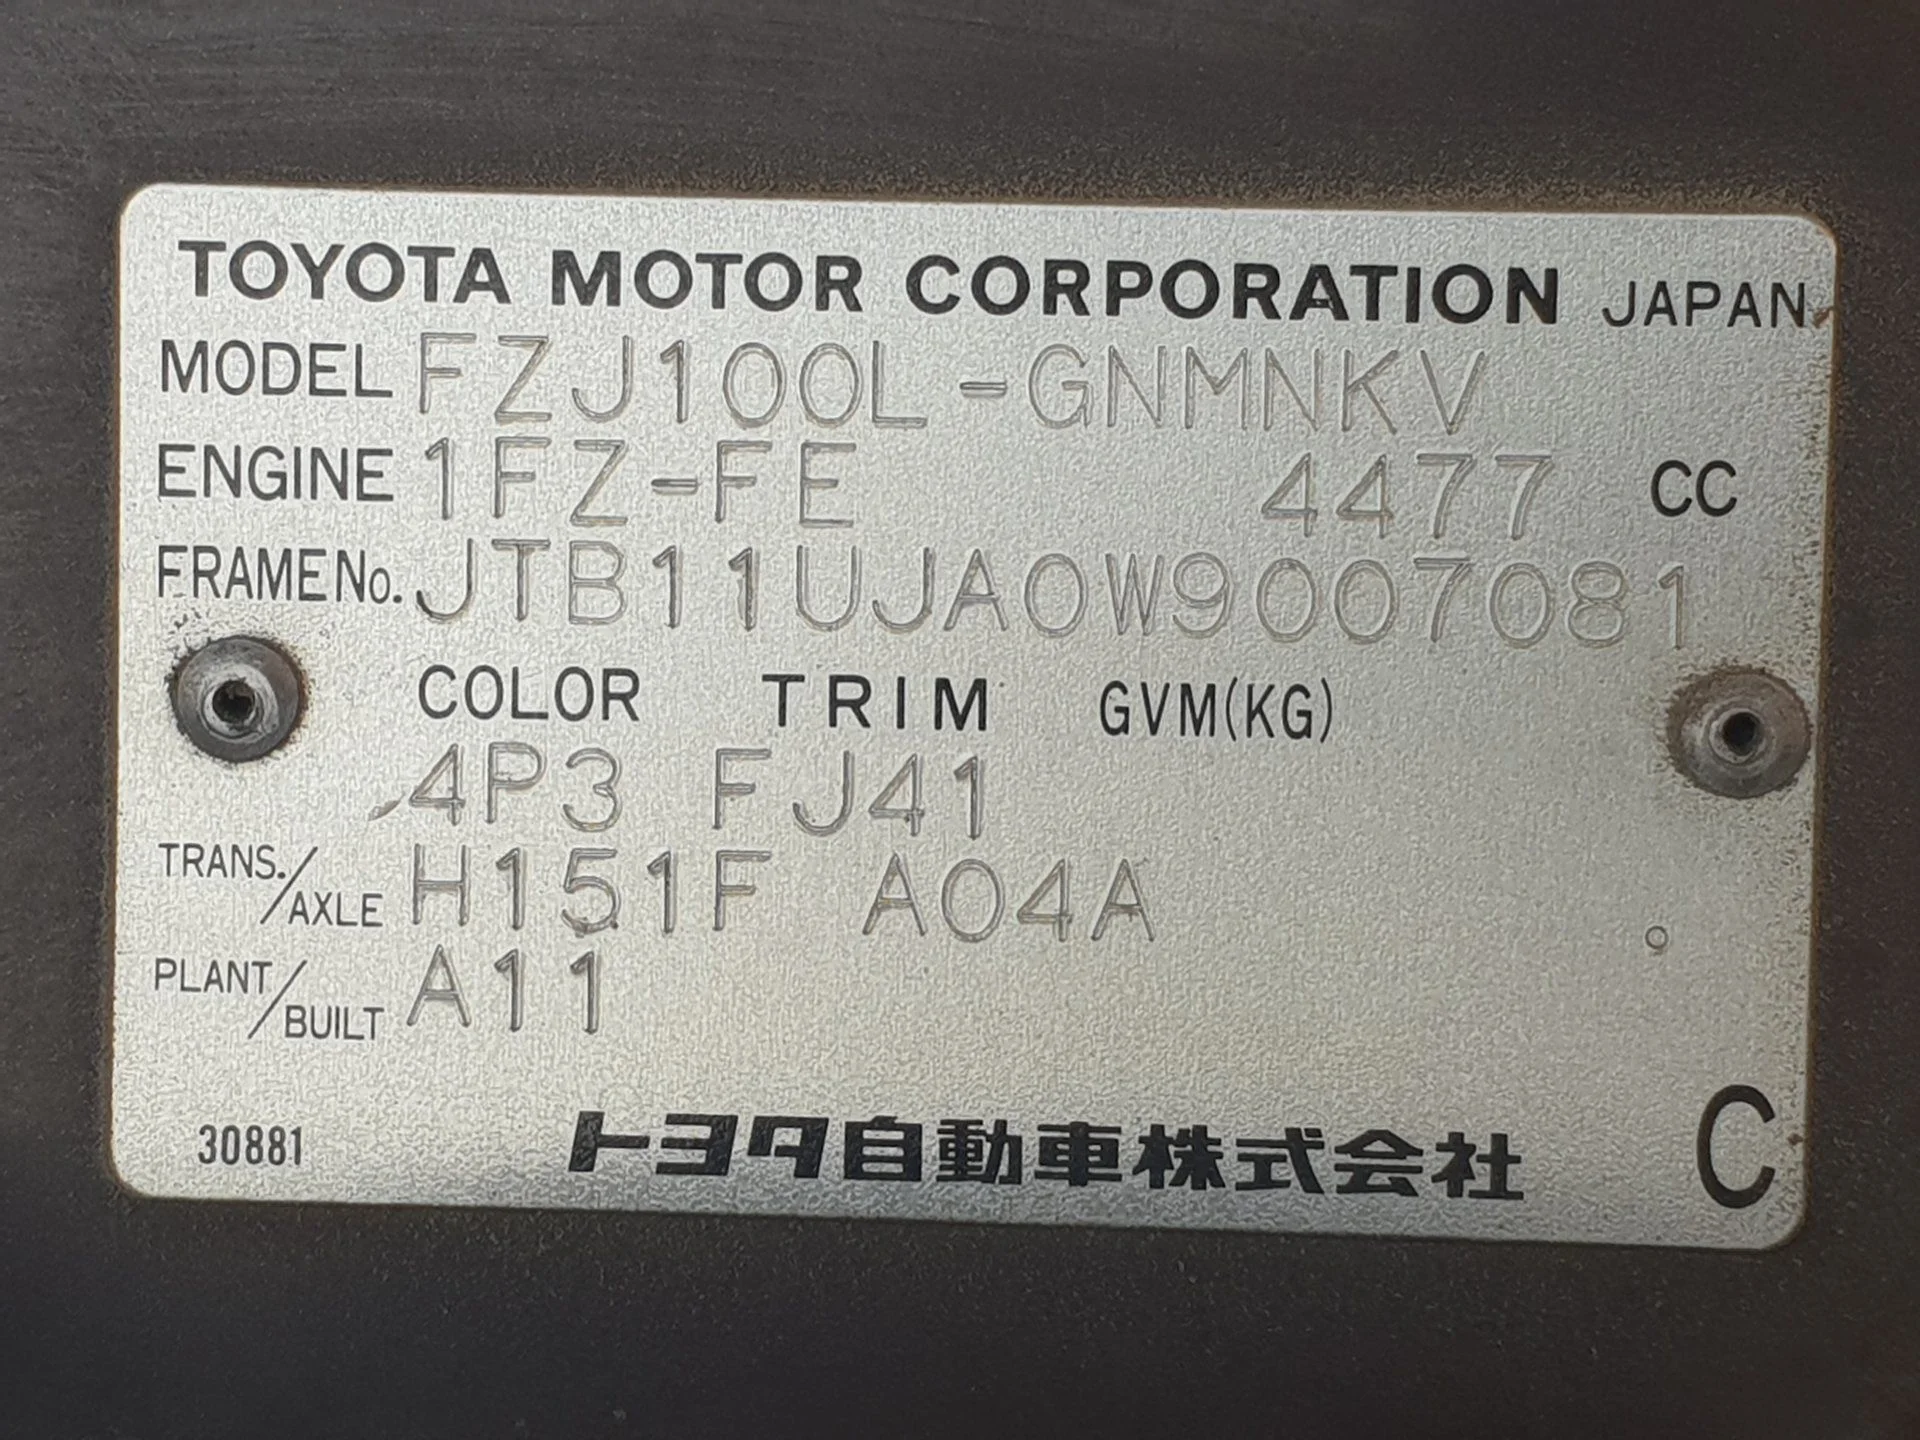 TOYOTA MOTOR CORPORATION JAPAN
MODEL FZJ100L-GNMNKV
ENGINE 1FZ-FE 4477 CC
FRAME No. JTB11UJA0W9007081
COLOR TRIM GVM(KG)
4P3 FJ41
TRANS./AXLE H151F A04A
PLANT/BUILT A11
30881 トヨタ自動車株式会社 C